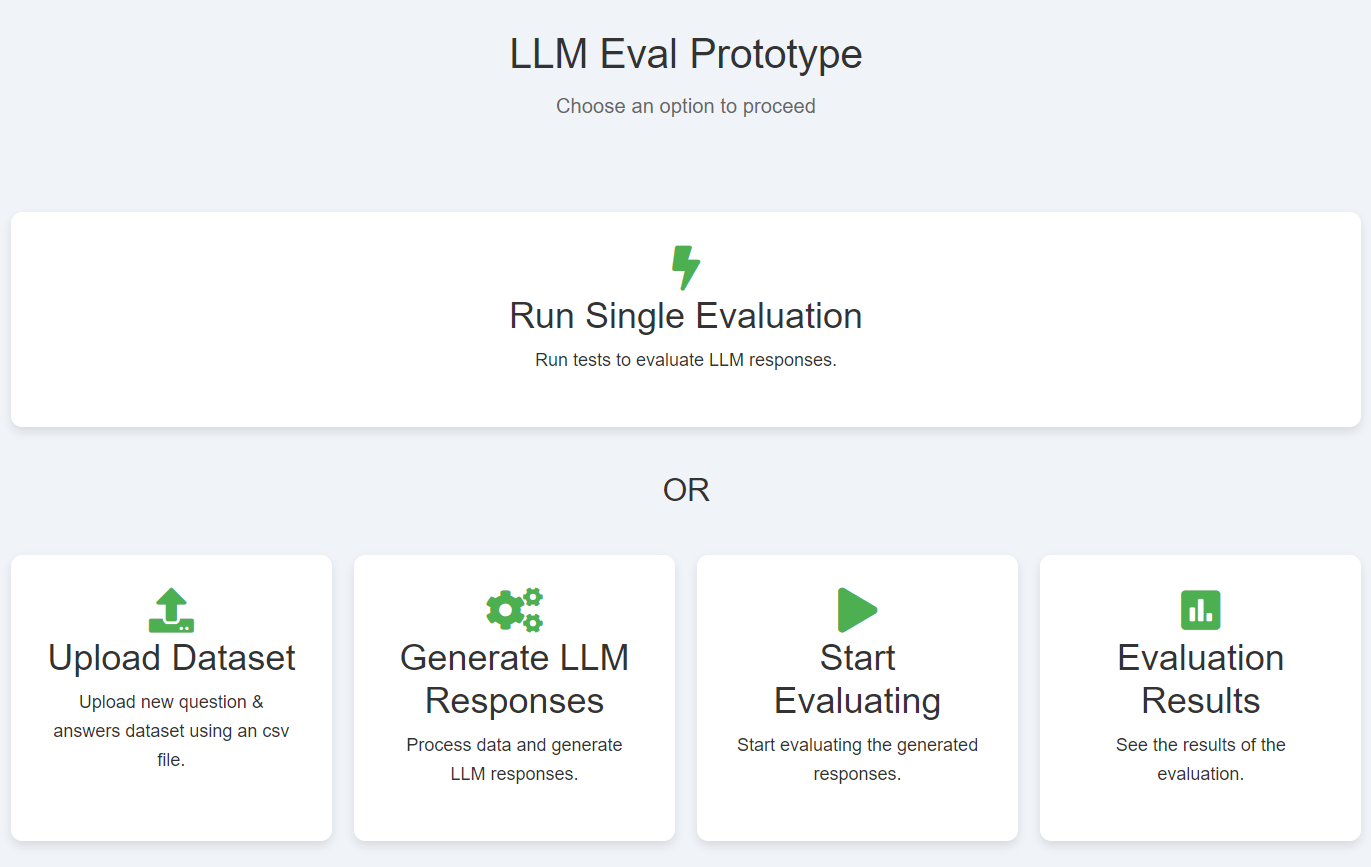 LLM Eval Prototype
Choose an option to proceed
Run Single Evaluation
Run tests to evaluate LLM responses.
OR
Upload Dataset
Upload new question &
answers dataset using an csv
file.
Generate LLM
Responses
Process data and generate
LLM responses.
Start
Evaluating
Start evaluating the generated
responses.
Evaluation
Results
See the results of the
evaluation.